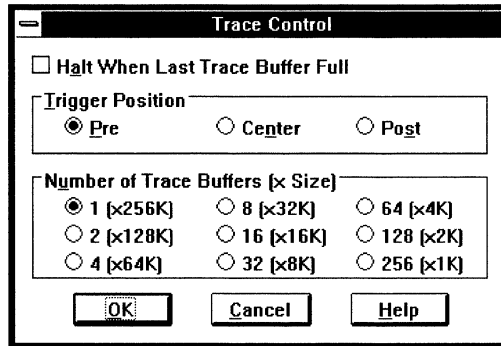 Trace Control
Halt When Last Trace Buffer Full
Trigger Position
Pre Center Post
Number of Trace Buffers (x Size)
1 (x256K) 8 (x32K) 64 (x4K)
2 (x128K) 16 (x16K) 128 (x2K)
4 (x64K) 32 (x8K) 256 (x1K)
OK Cancel Help